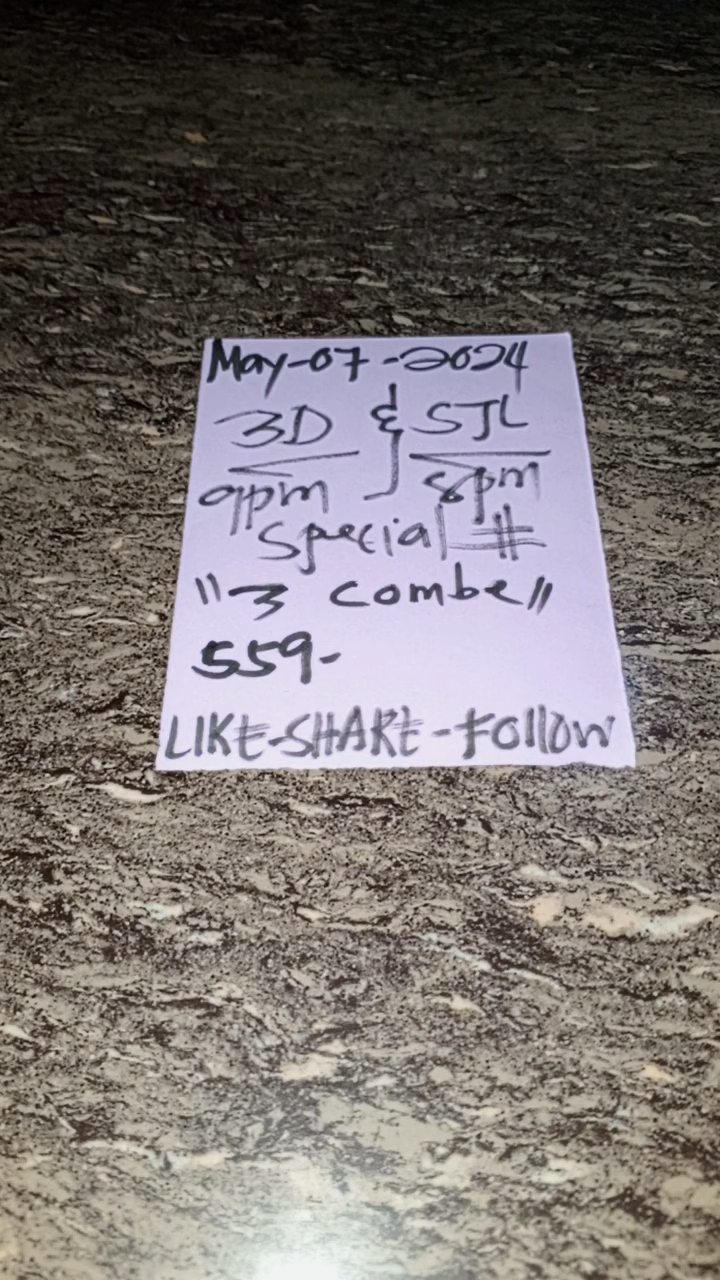 May-07-2024
3D & STL
9pm 8pm
Special #
"3 combe"
559-
LIKE-SHARE-Follow